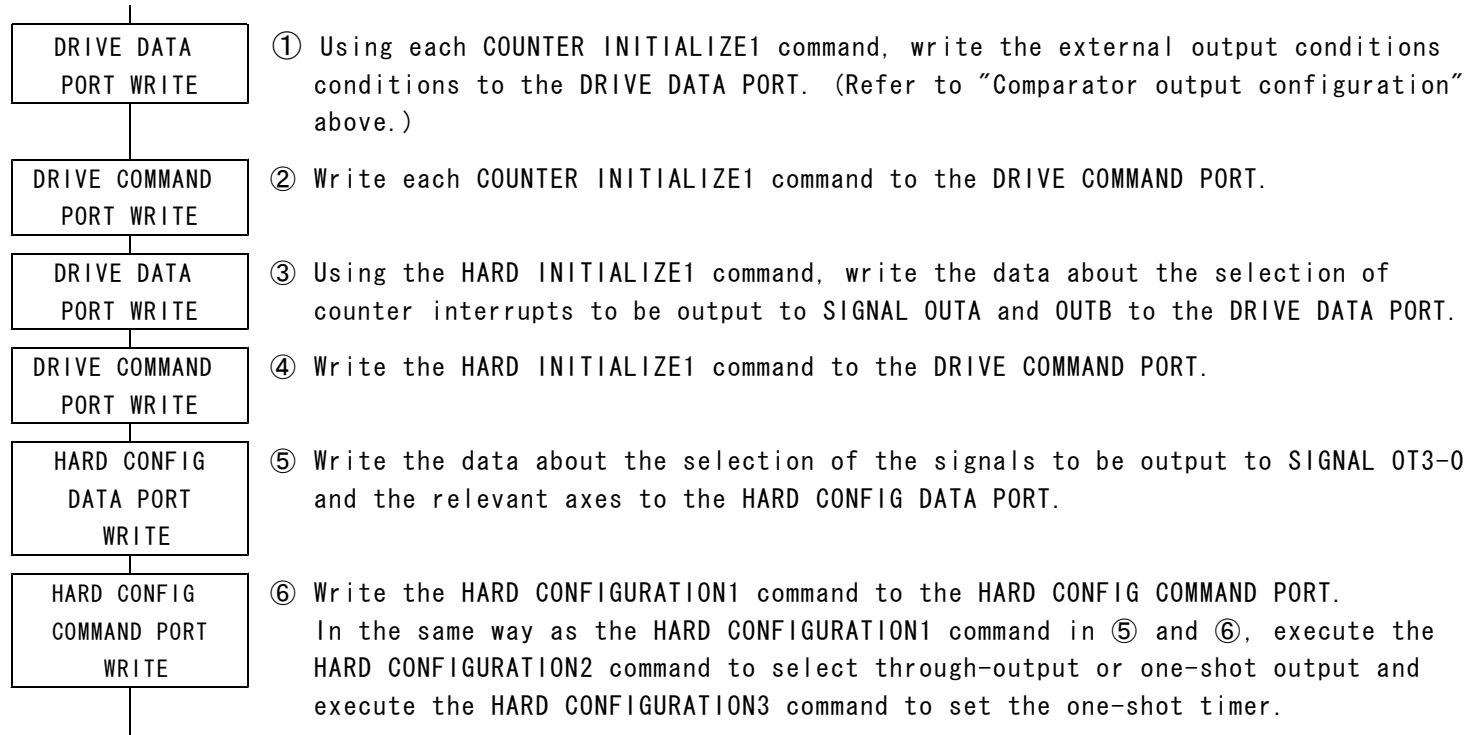 DRIVE DATA
PORT WRITE
① Using each COUNTER INITIALIZE1 command, write the external output conditions
conditions to the DRIVE DATA PORT. (Refer to "Comparator output configuration"
above.)
DRIVE COMMAND
PORT WRITE
② Write each COUNTER INITIALIZE1 command to the DRIVE COMMAND PORT.
DRIVE DATA
PORT WRITE
③ Using the HARD INITIALIZE1 command, write the data about the selection of
counter interrupts to be output to SIGNAL OUTA and OUTB to the DRIVE DATA PORT.
DRIVE COMMAND
PORT WRITE
④ Write the HARD INITIALIZE1 command to the DRIVE COMMAND PORT.
HARD CONFIG
DATA PORT
WRITE
⑤ Write the data about the selection of the signals to be output to SIGNAL OT3-0
and the relevant axes to the HARD CONFIG DATA PORT.
HARD CONFIG
COMMAND PORT
WRITE
⑥ Write the HARD CONFIGURATION1 command to the HARD CONFIG COMMAND PORT.
In the same way as the HARD CONFIGURATION1 command in ⑤ and ⑥, execute the
HARD CONFIGURATION2 command to select through-output or one-shot output and
execute the HARD CONFIGURATION3 command to set the one-shot timer.